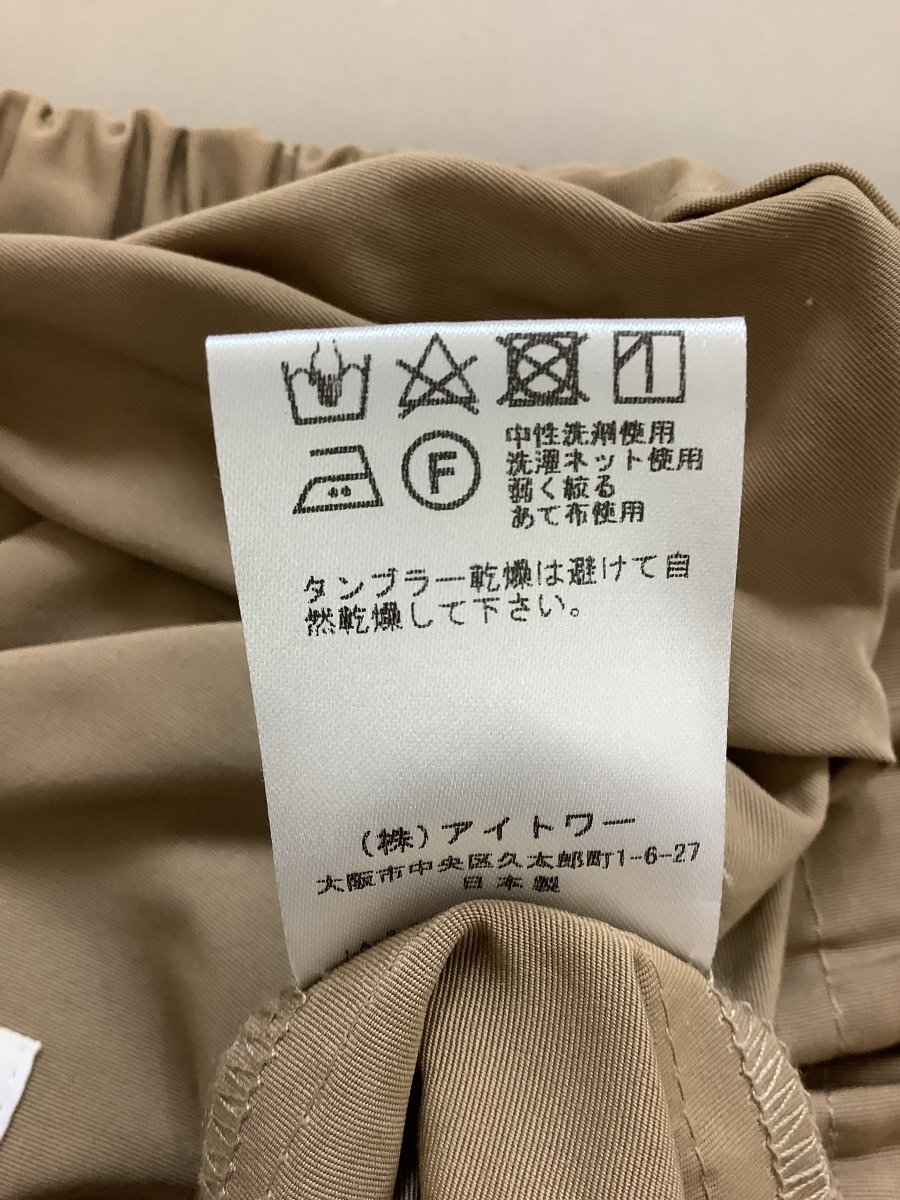 F
中性洗剤使用
洗濯ネット使用
弱く絞る
あて布使用
タンブラー乾燥は避けて自
然乾燥して下さい。
(株)アイトワー
大阪市中央区久太郎町1-6-27
日本製